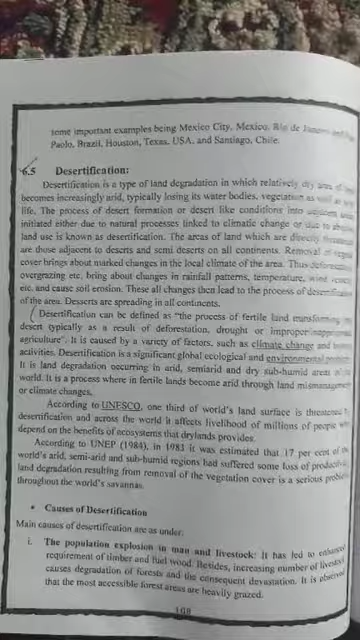 some important examples being Mexico City, Mexico, Rio de Janeiro and
Paolo, Brazil, Houston, Texas, USA, and Santiago, Chile.
6.5 Desertification:
Desertification is a type of land degradation in which relatively dry area of
becomes increasingly arid, typically losing its water bodies, vegetation as well as
life. The process of desert formation or desert like conditions into
initiated either due to natural processes linked to climatic change or due to
land use is known as desertification. The areas of land which are directly threatened
are those adjacent to deserts and semi deserts on all continents. Removal of
cover brings about marked changes in the local climate of the area. Thus deforestation
overgrazing etc. bring about changes in rainfall patterns, temperature, wind
etc. and cause soil erosion. These all changes then lead to the process of desertification
of the area. Desserts are spreading in all continents.
Desertification can be defined as "the process of fertile land transforming
desert typically as a result of deforestation, drought or improper/inappropriate
agriculture". It is caused by a variety of factors, such as climate change and
activities. Desertification is a significant global ecological and environmental
It is land degradation occurring in arid, semiarid and dry sub-humid areas of the
world. It is a process where in fertile lands become arid through land mismanagement
or climate changes.
According to UNESCO, one third of world's land surface is threatened
desertification and across the world it affects livelihood of millions of people who
depend on the benefits of ecosystems that drylands provides.
According to UNEP (1984), in 1983 it was estimated that 17 per cent of the
world's arid, semi-arid and sub-humid regions had suffered some loss of
land degradation resulting from removal of the vegetation cover is a serious problem
throughout the world's savannas.
• Causes of Desertification
Main causes of desertification are as under:
i. The population explosion in man and livestock: It has led to enhanced
requirement of timber and fuel wood. Besides, increasing number of livestock
causes degradation of forests and the consequent devastation. It is observed
that the most accessible forest areas are heavily grazed.
108